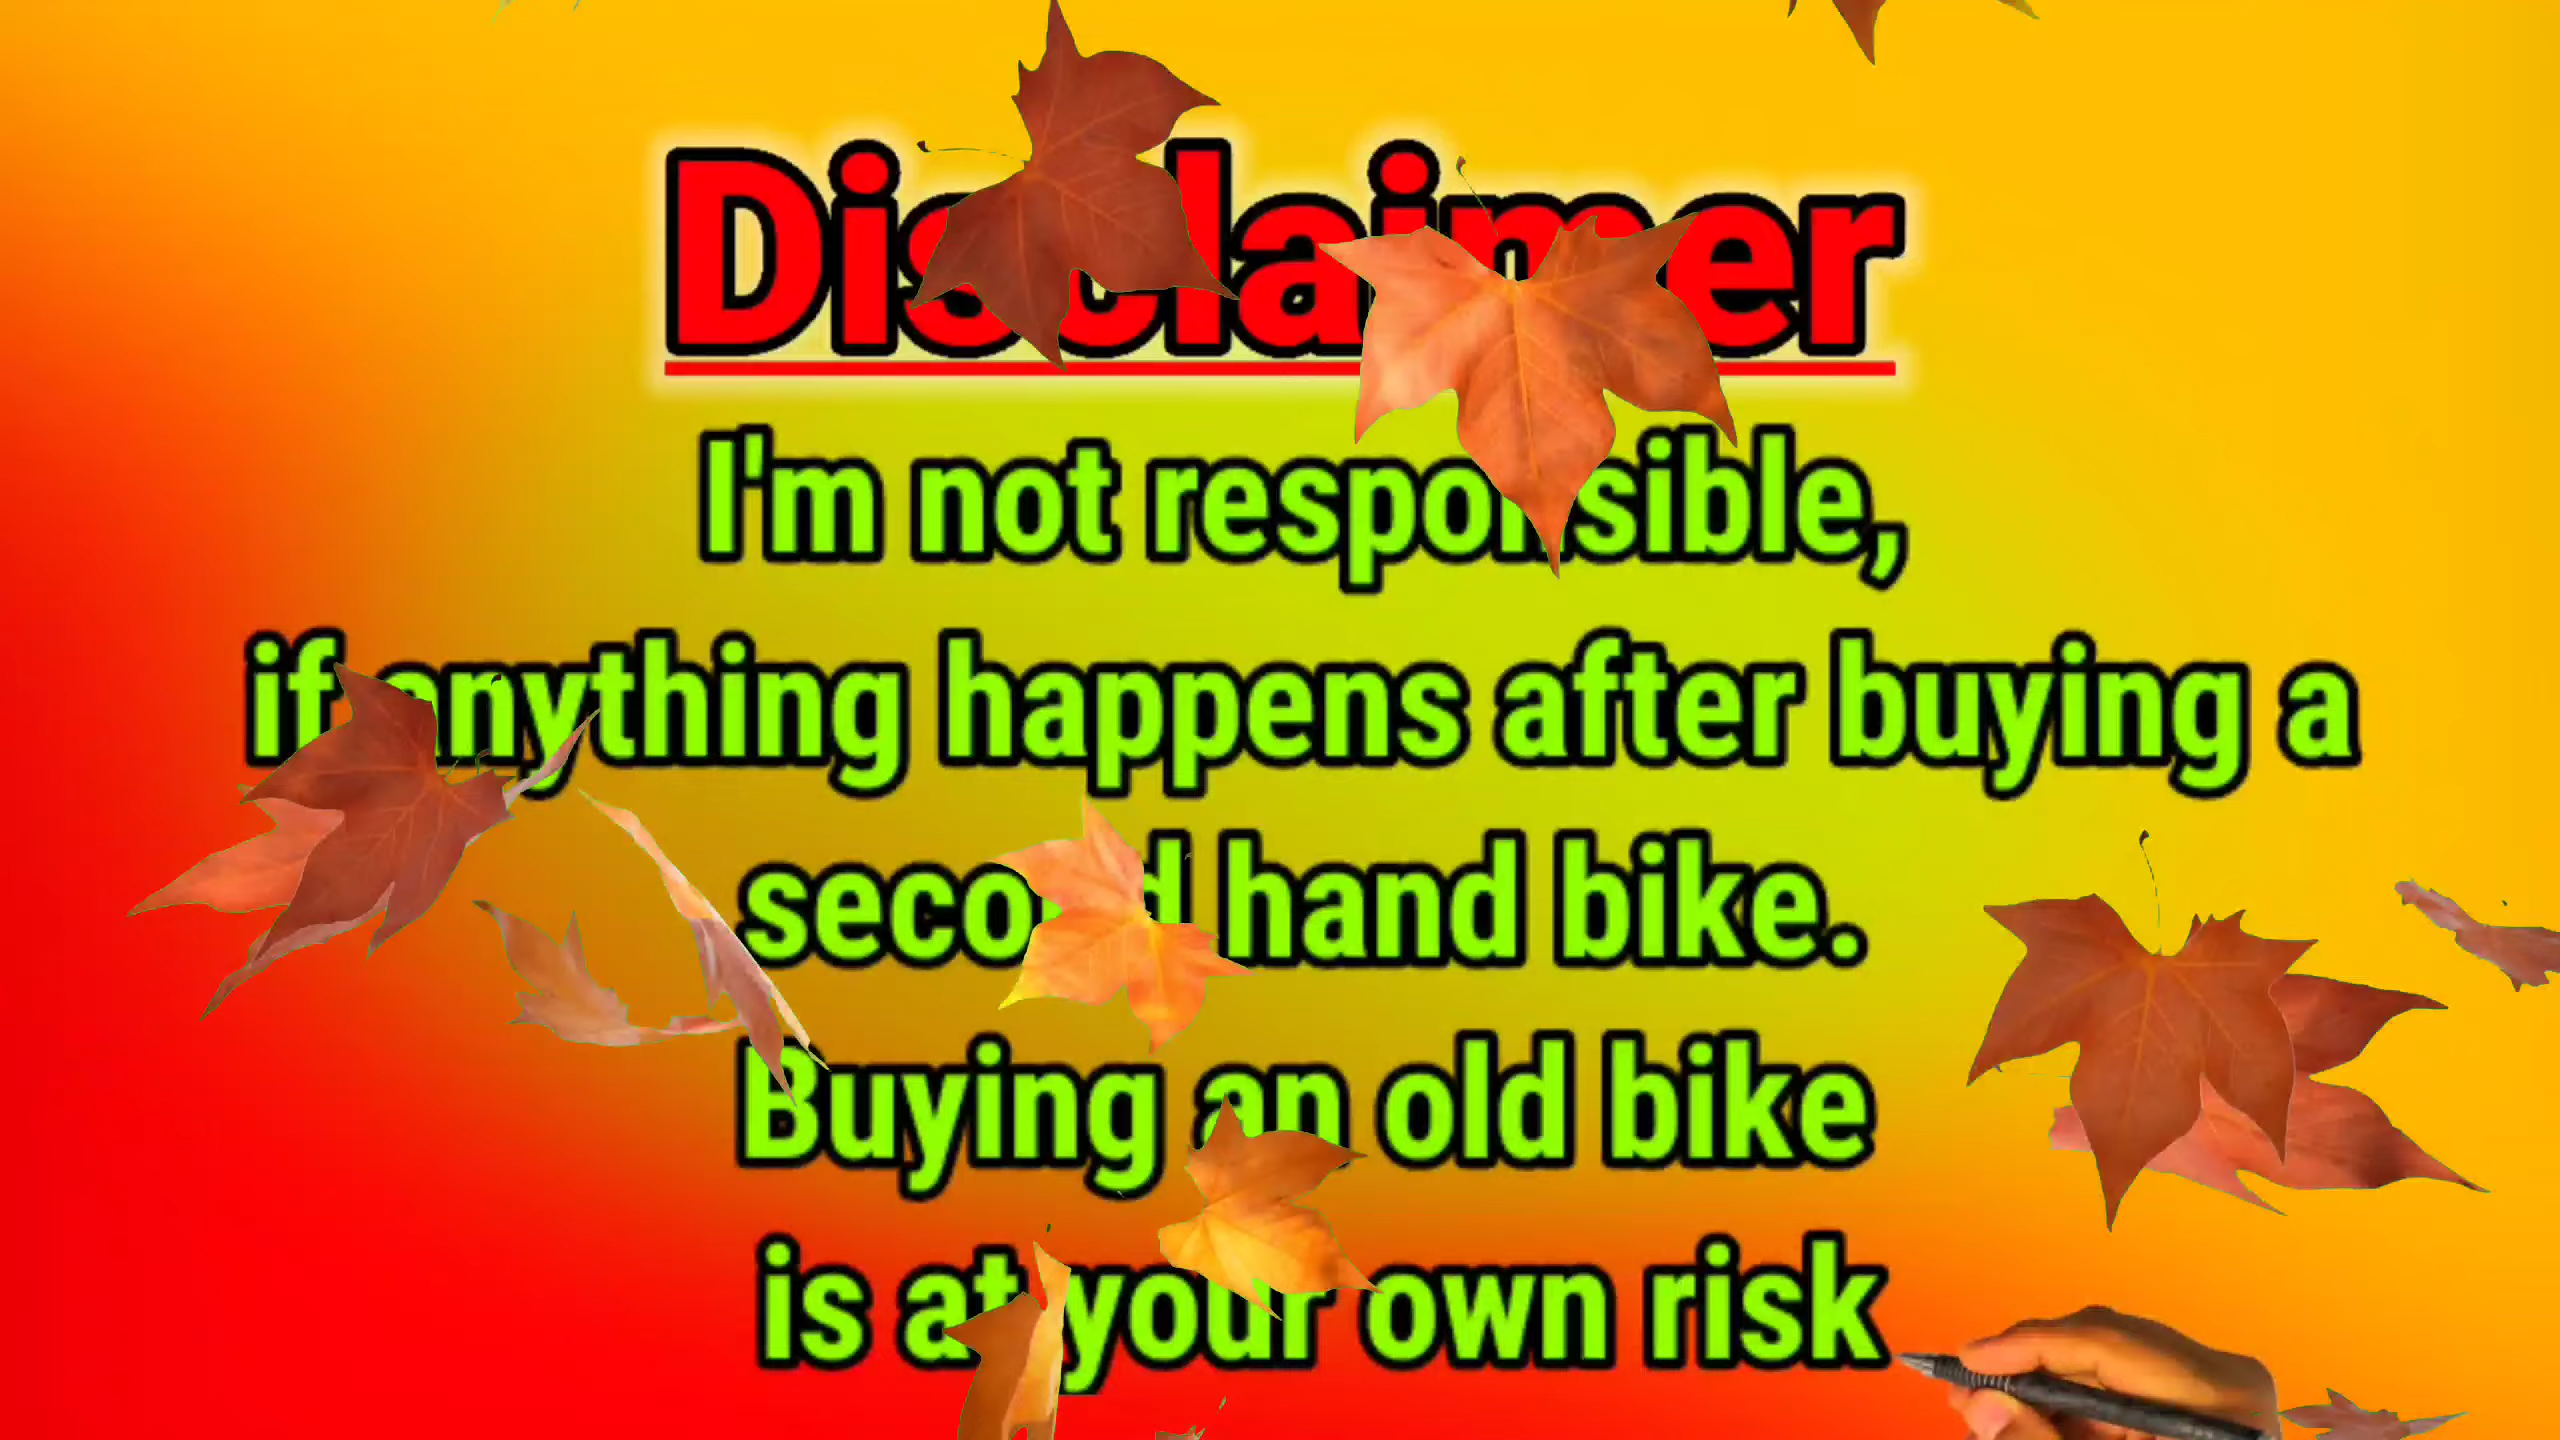 Disclaimer
I'm not responsible,
if anything happens after buying a
second hand bike.
Buying an old bike
is at your own risk